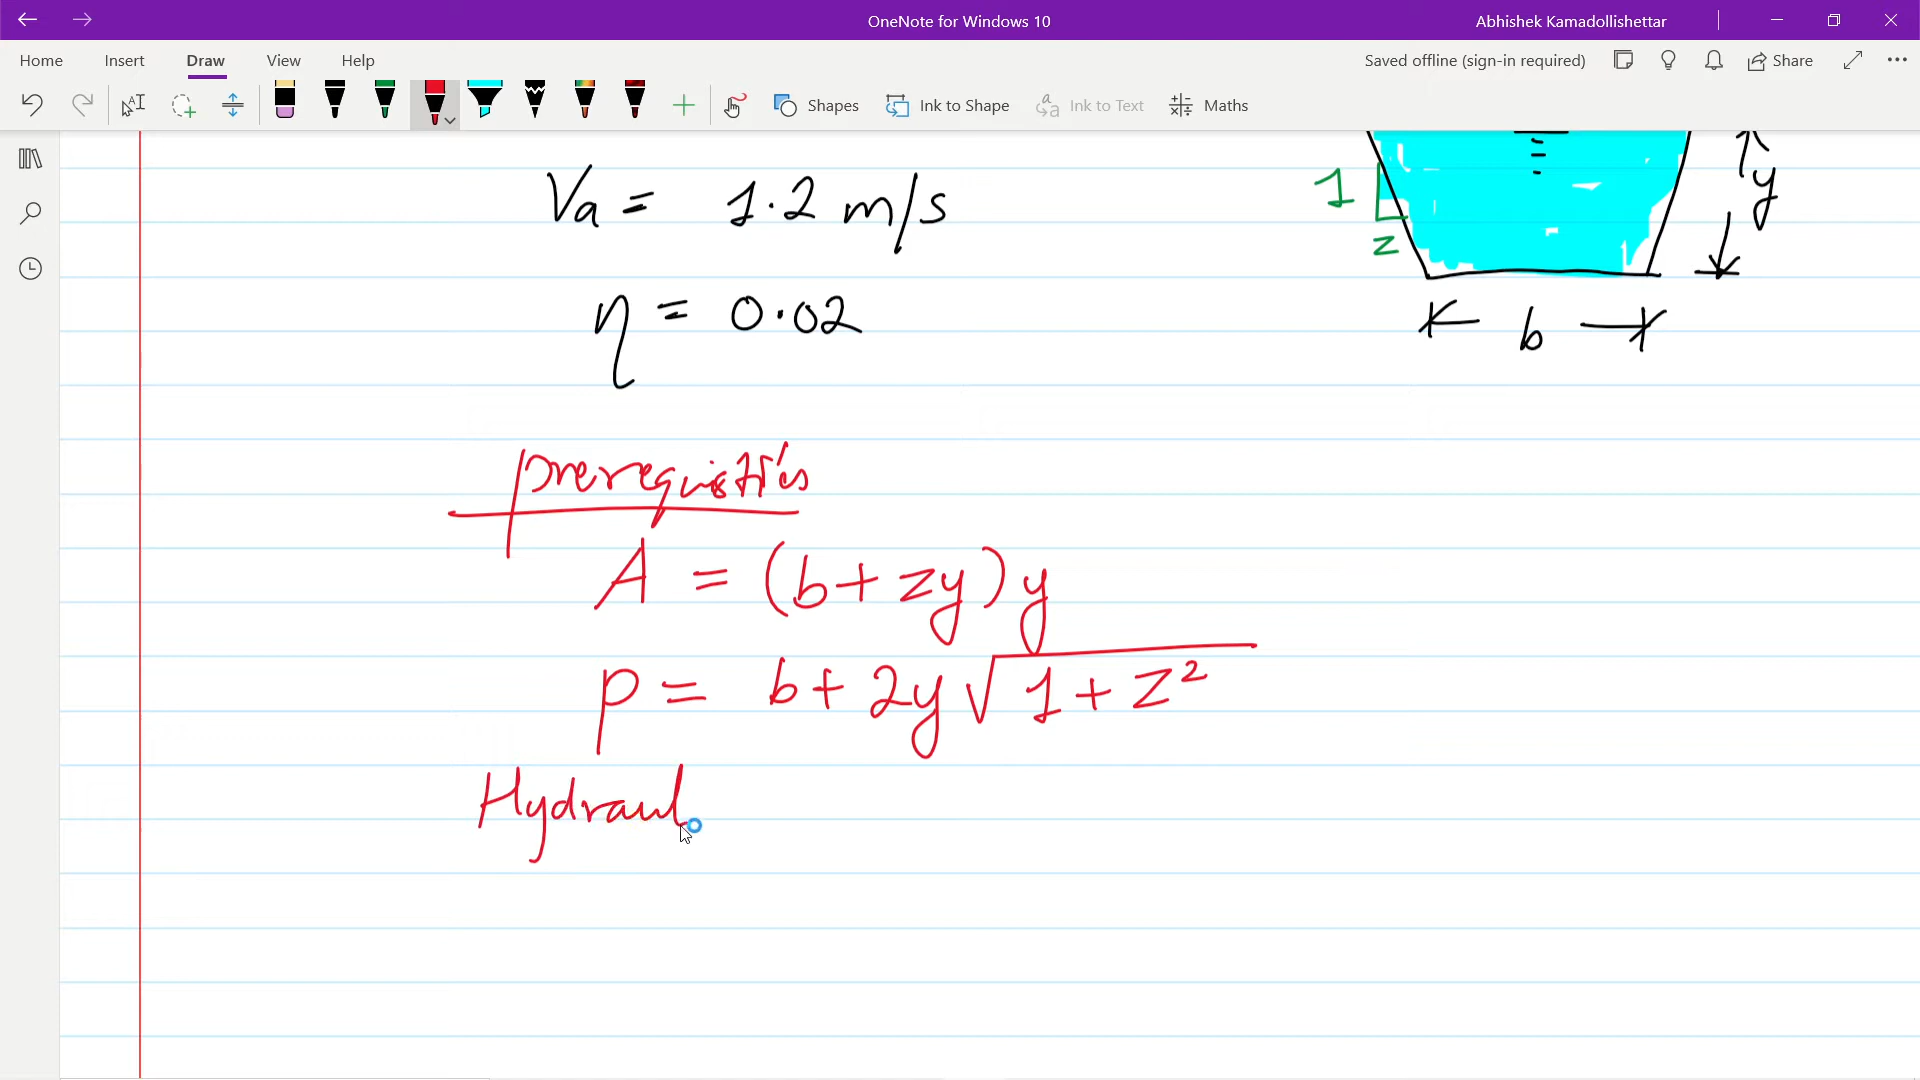 OneNote for Windows 10
Abhishek Kamadollishettar
Home Insert Draw View Help
Saved offline (sign-in required) Share
Shapes Ink to Shape Ink to Text Maths
Va = 1.2 m/s
1
z
y
η = 0.02
b
prerequistis
A = (b + zy) y
p = b + 2y √1 + z²
Hydraul